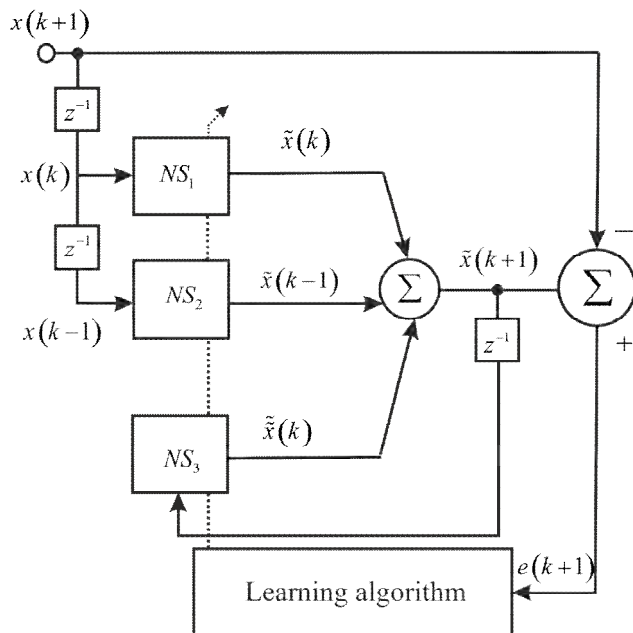 x(k+1)
z⁻¹
x(k)
NS₁
x̃(k)
z⁻¹
x(k−1)
NS₂
x̃(k−1)
Σ
x̃(k+1)
−
Σ
+
z⁻¹
NS₃
x̃̃(k)
Learning algorithm
e(k+1)